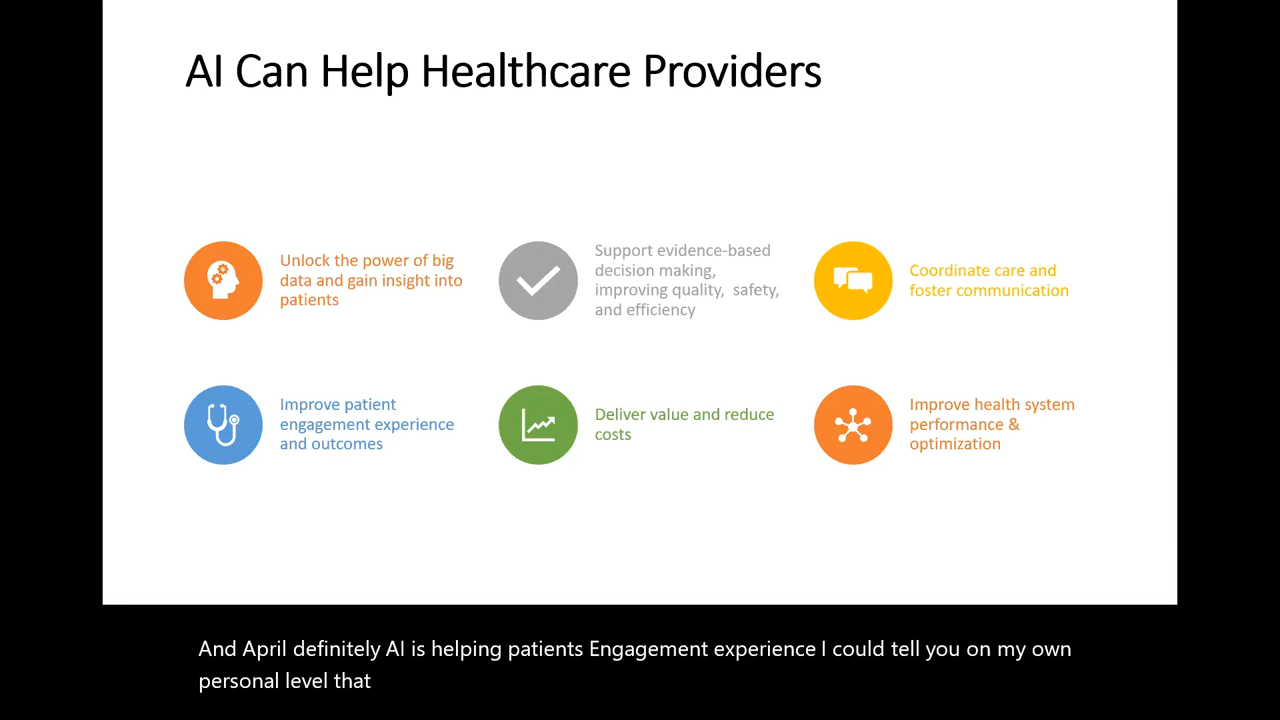 AI Can Help Healthcare Providers
Unlock the power of big
data and gain insight into
patients
Support evidence-based
decision making,
improving quality,  safety,
and efficiency
Coordinate care and
foster communication
Improve patient
engagement experience
and outcomes
Deliver value and reduce
costs
Improve health system
performance &
optimization
And April definitely AI is helping patients Engagement experience I could tell you on my own
personal level that